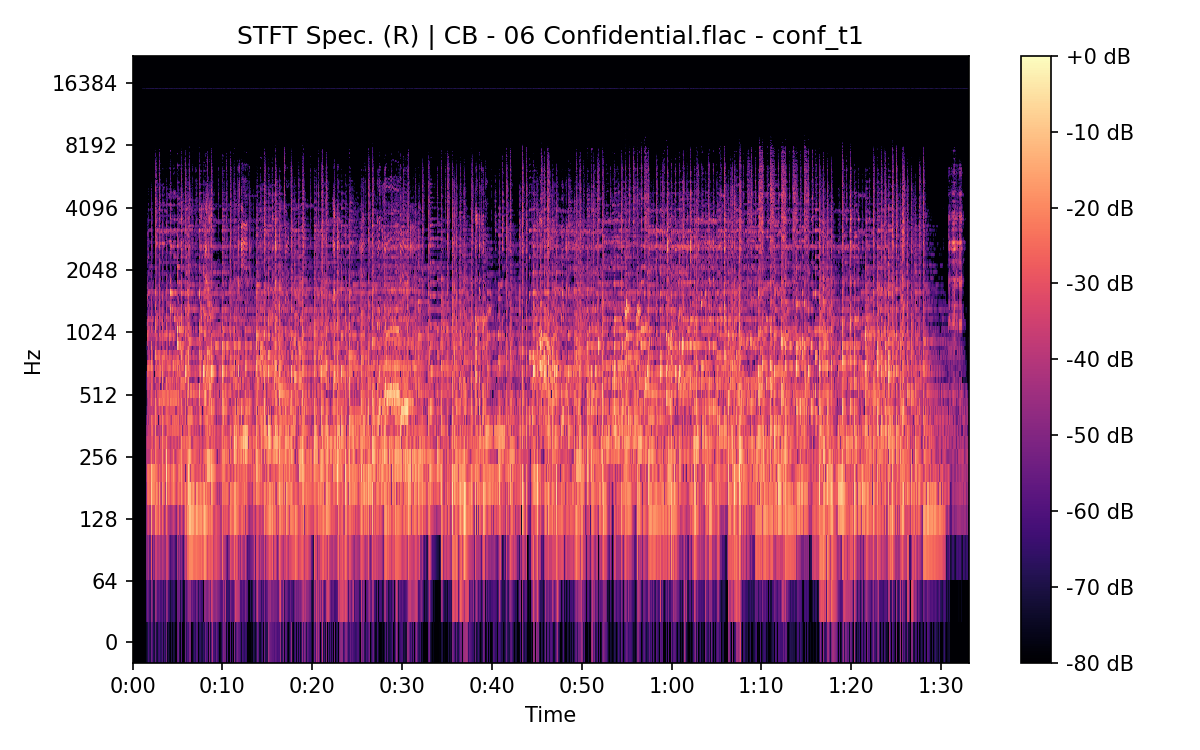 STFT Spec. (R) | CB - 06 Confidential.flac - conf_t1
Hz
16384
8192
4096
2048
1024
512
256
128
64
0
0:00 0:10 0:20 0:30 0:40 0:50 1:00 1:10 1:20 1:30
Time
+0 dB
-10 dB
-20 dB
-30 dB
-40 dB
-50 dB
-60 dB
-70 dB
-80 dB